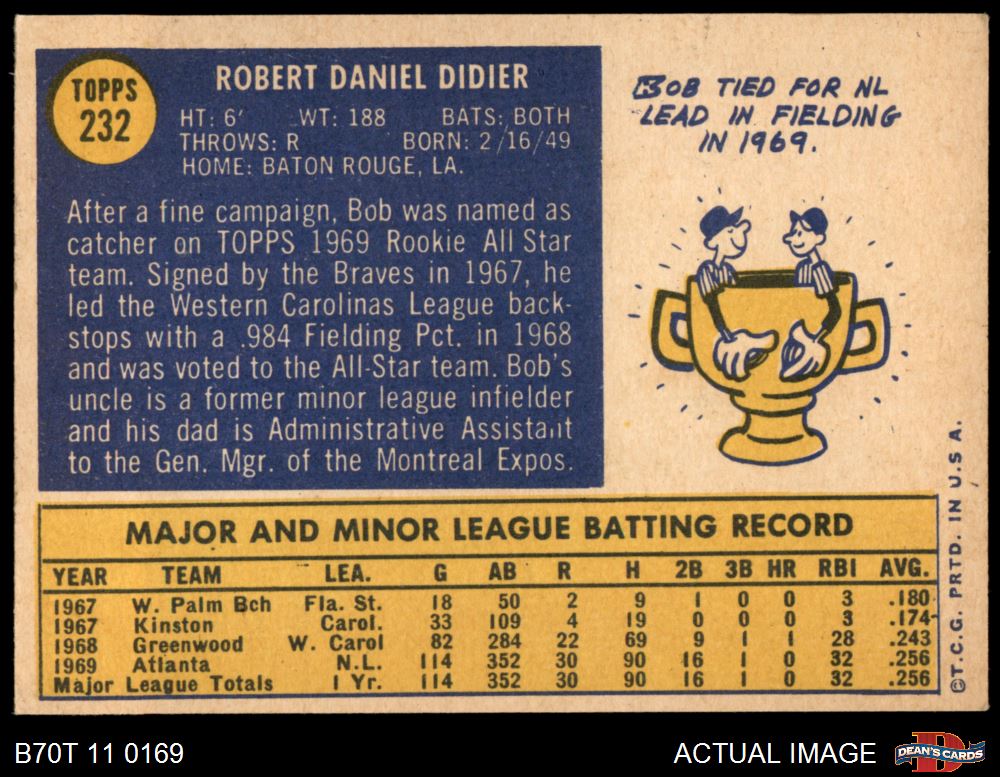 TOPPS
232
ROBERT DANIEL DIDIER
HT: 6' WT: 188 BATS: BOTH
THROWS: R BORN: 2/16/49
HOME: BATON ROUGE, LA.
After a fine campaign, Bob was named as
catcher on TOPPS 1969 Rookie All Star
team. Signed by the Braves in 1967, he
led the Western Carolinas League back-
stops with a .984 Fielding Pct. in 1968
and was voted to the All-Star team. Bob's
uncle is a former minor league infielder
and his dad is Administrative Assistant
to the Gen. Mgr. of the Montreal Expos.
BOB TIED FOR NL
LEAD IN FIELDING
IN 1969.
MAJOR AND MINOR LEAGUE BATTING RECORD
YEAR TEAM LEA. G AB R H 2B 3B HR RBI AVG.
1967 W. Palm Bch Fla. St. 18 50 2 9 1 0 0 3 .180
1967 Kinston Carol. 33 109 4 19 0 0 0 3 .174
1968 Greenwood W. Carol 82 284 22 69 9 1 1 28 .243
1969 Atlanta N.L. 114 352 30 90 16 1 0 32 .256
Major League Totals 1 Yr. 114 352 30 90 16 1 0 32 .256
©T.C.G. PRTD. IN U.S.A.
B70T 11 0169
ACTUAL IMAGE
DEAN'S CARDS